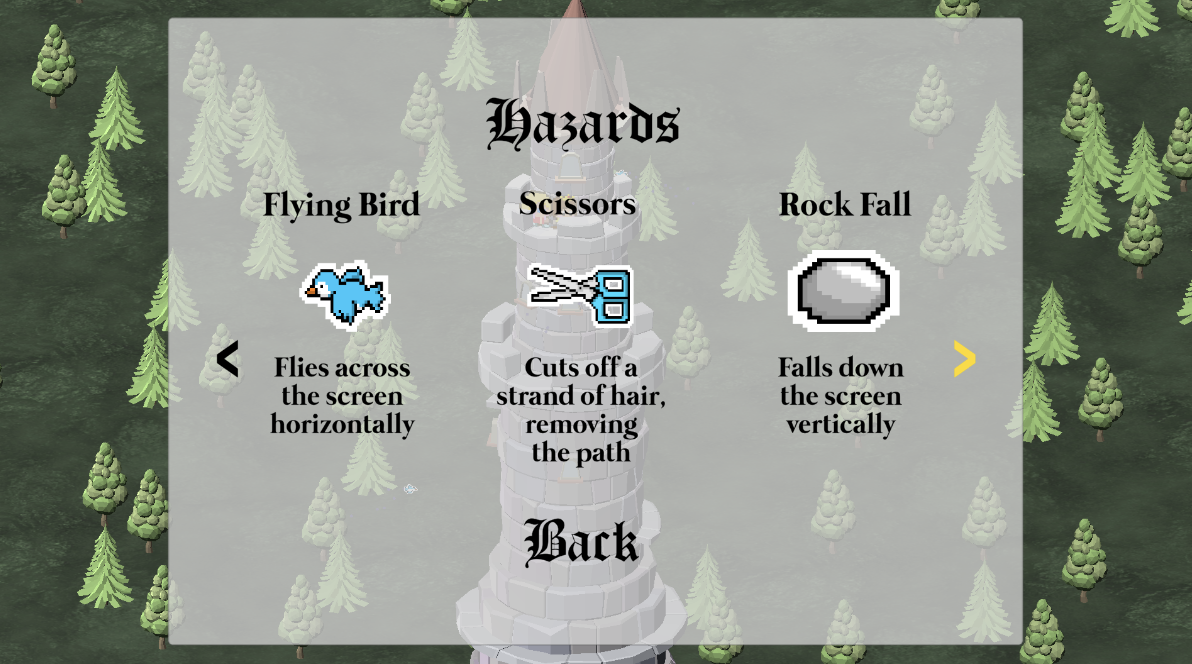 Hazards
Flying Bird
Scissors
Rock Fall
<
>
Flies across
the screen
horizontally
Cuts off a
strand of hair,
removing
the path
Falls down
the screen
vertically
Back